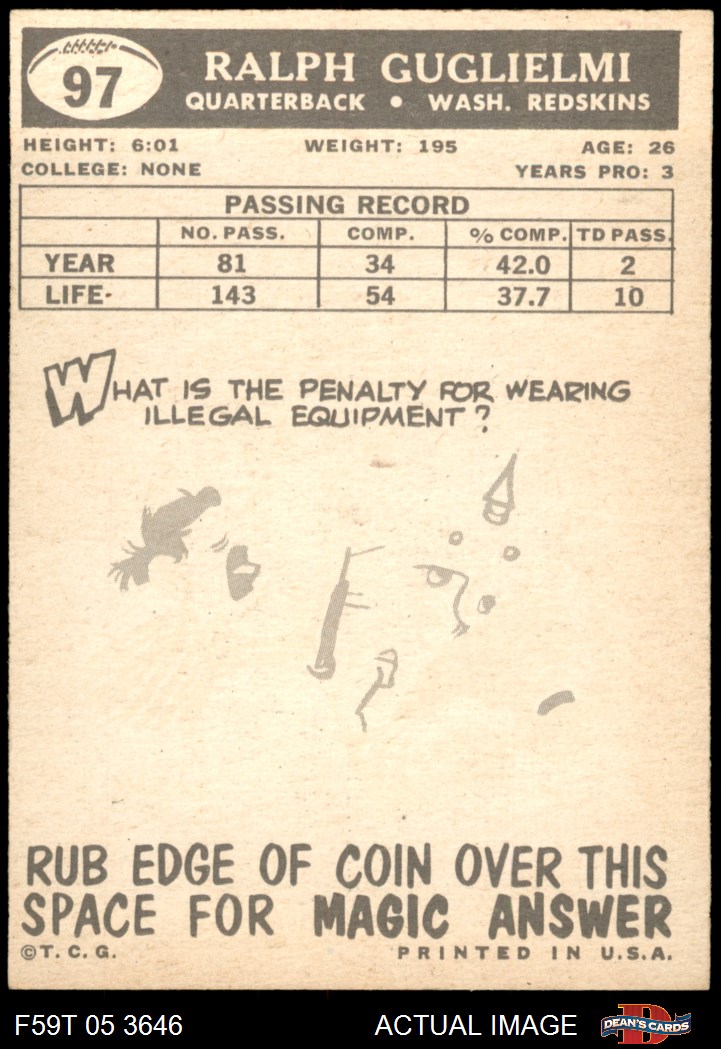 97
RALPH GUGLIELMI
QUARTERBACK • WASH. REDSKINS
HEIGHT: 6:01 WEIGHT: 195 AGE: 26
COLLEGE: NONE YEARS PRO: 3
PASSING RECORD
NO. PASS. COMP. % COMP. TD PASS.
YEAR 81 34 42.0 2
LIFE· 143 54 37.7 10
WHAT IS THE PENALTY FOR WEARING
ILLEGAL EQUIPMENT?
RUB EDGE OF COIN OVER THIS
SPACE FOR MAGIC ANSWER
©T. C. G. PRINTED IN U.S.A.
F59T 05 3646 ACTUAL IMAGE DEAN'S CARDS